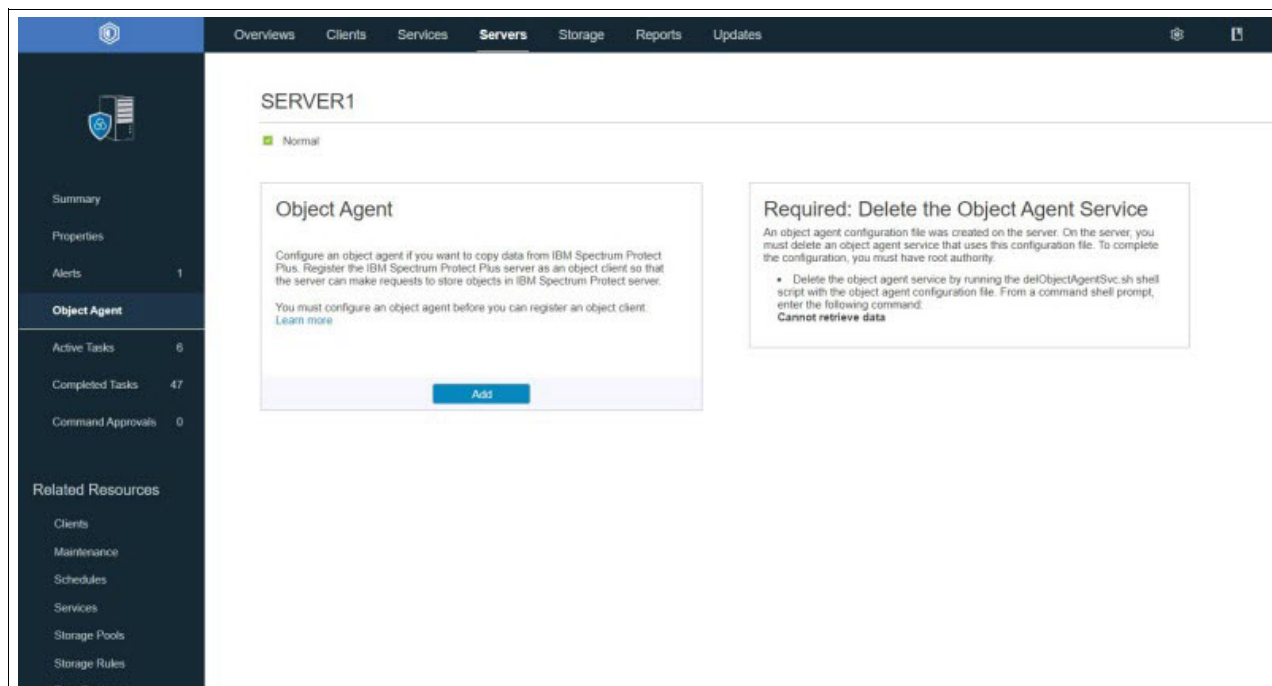 Overviews Clients Services Servers Storage Reports Updates
SERVER1
Normal
Summary
Properties
Alerts 1
Object Agent
Active Tasks 6
Completed Tasks 47
Command Approvals 0
Related Resources
Clients
Maintenance
Schedules
Services
Storage Pools
Storage Rules
Object Agent
Configure an object agent if you want to copy data from IBM Spectrum Protect
Plus. Register the IBM Spectrum Protect Plus server as an object client so that
the server can make requests to store objects in IBM Spectrum Protect server.
You must configure an object agent before you can register an object client.
Learn more
Add
Required: Delete the Object Agent Service
An object agent configuration file was created on the server. On the server, you
must delete an object agent service that uses this configuration file. To complete
the configuration, you must have root authority.
• Delete the object agent service by running the delObjectAgentSvc.sh shell
script with the object agent configuration file. From a command shell prompt,
enter the following command:
Cannot retrieve data